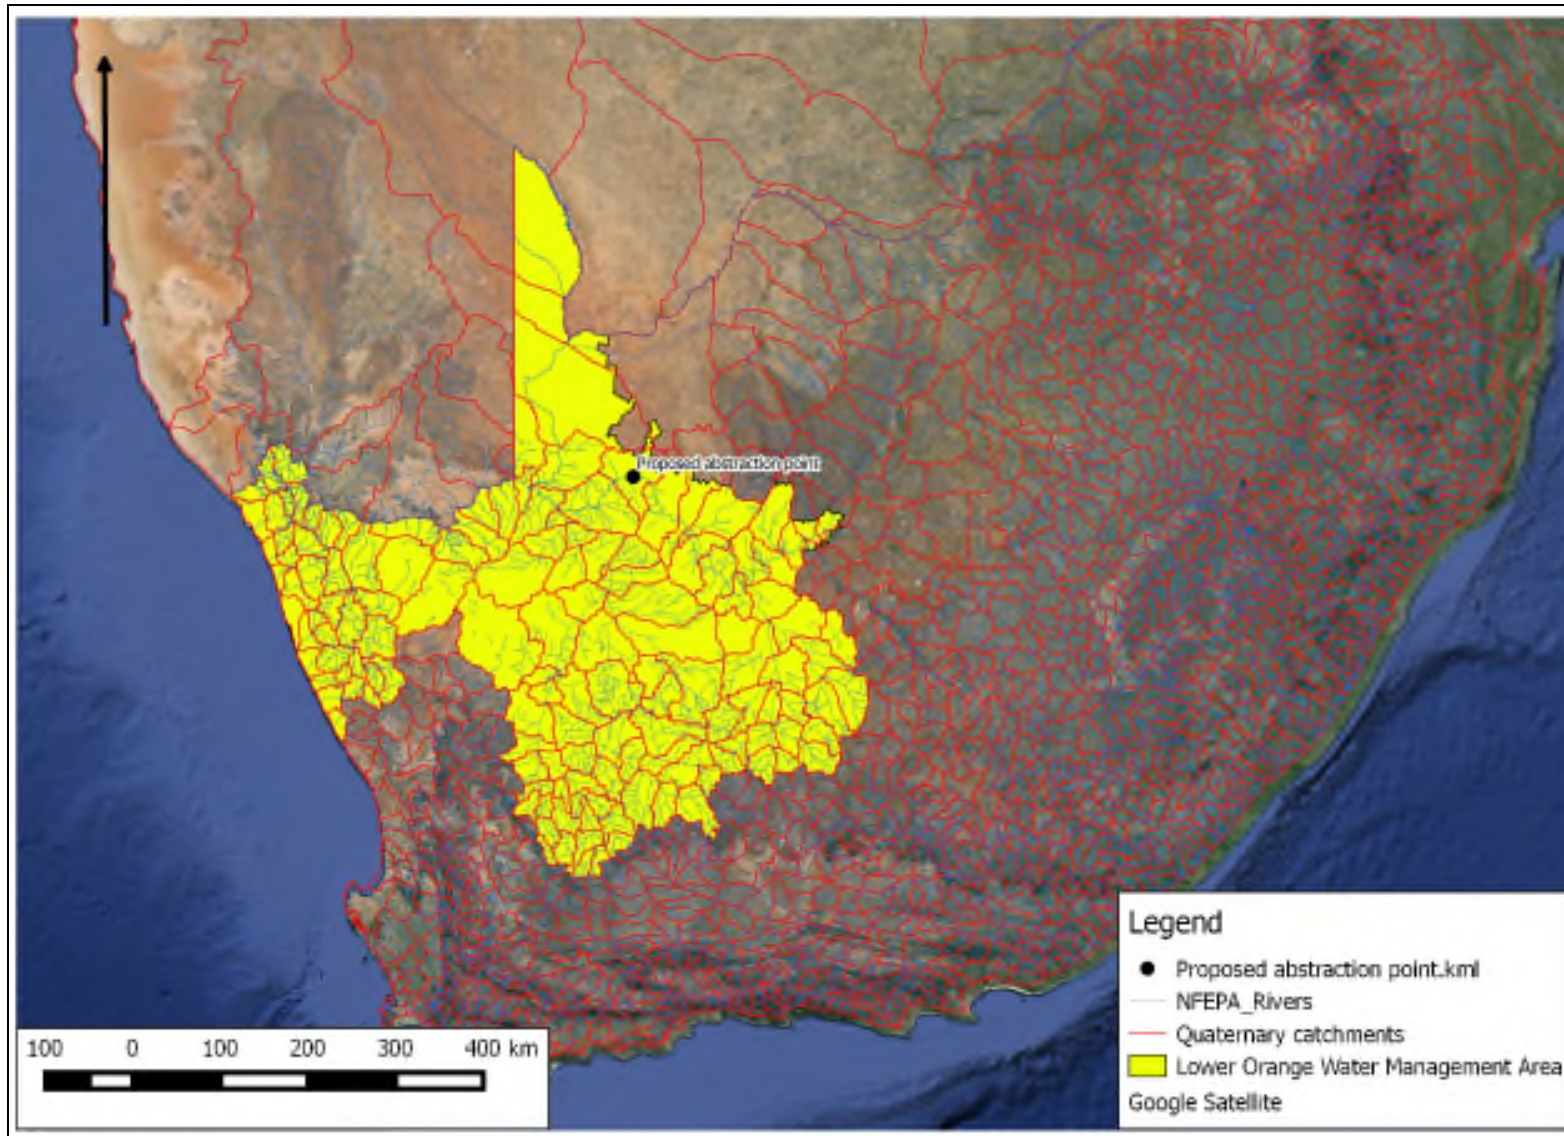 Proposed abstraction point
Legend
Proposed abstraction point.kml
NFEPA_Rivers
Quaternary catchments
Lower Orange Water Management Area
Google Satellite
100 0 100 200 300 400 km